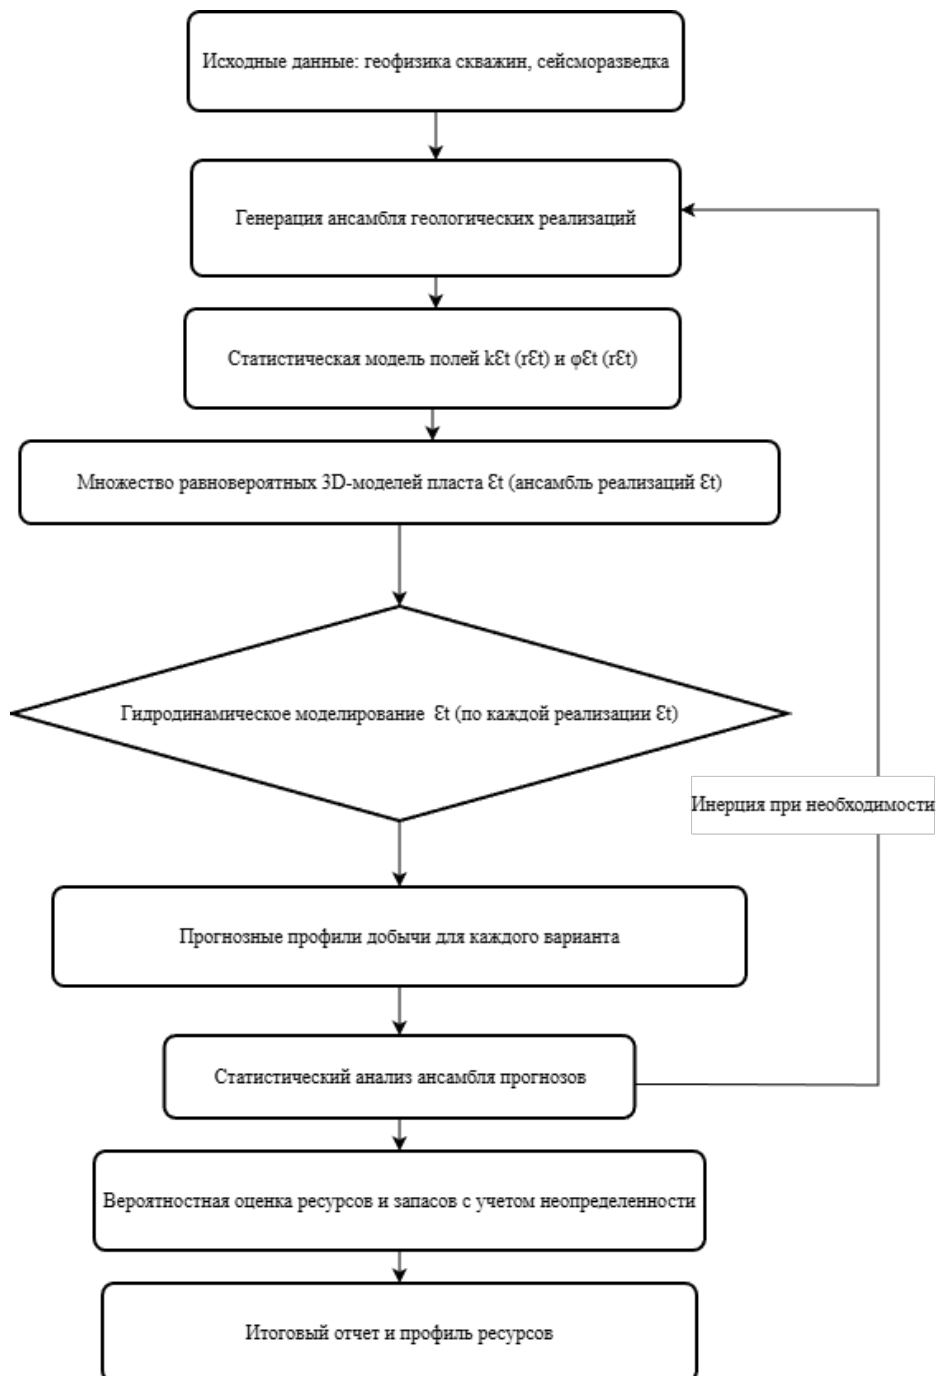 Исходные данные: геофизика скважин, сейсморазведка
Генерация ансамбля геологических реализаций
Статистическая модель полей kƐt (rƐt) и φƐt (rƐt)
Множество равновероятных 3D-моделей пласта Ɛt (ансамбль реализаций Ɛt)
Гидродинамическое моделирование Ɛt (по каждой реализации Ɛt)
Инерция при необходимости
Прогнозные профили добычи для каждого варианта
Статистический анализ ансамбля прогнозов
Вероятностная оценка ресурсов и запасов с учетом неопределенности
Итоговый отчет и профиль ресурсов